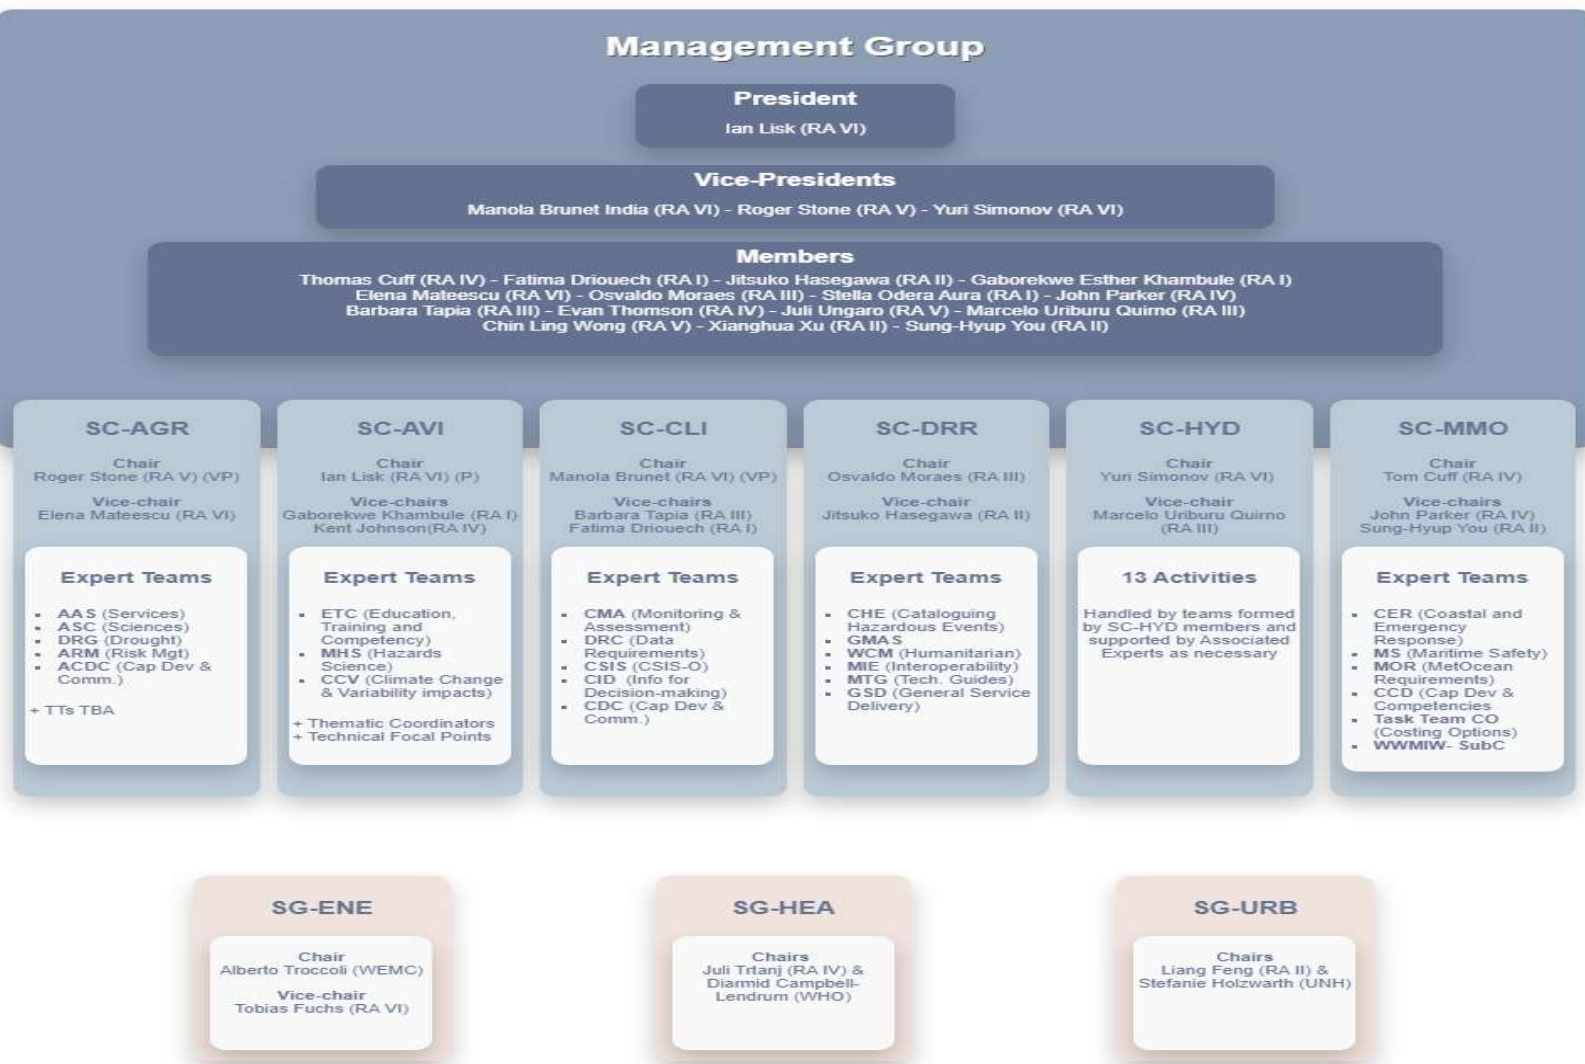 Management Group
President
Ian Lisk (RA VI)
Vice-Presidents
Manola Brunet India (RA VI) - Roger Stone (RA V) - Yuri Simonov (RA VI)
Members
Thomas Cuff (RA IV) - Fatima Driouech (RA I) - Jitsuko Hasegawa (RA II) - Gaborekwe Esther Khambule (RA I)
Elena Mateescu (RA VI) - Osvaldo Moraes (RA III) - Stella Odera Aura (RA I) - John Parker (RA IV)
Barbara Tapia (RA III) - Evan Thomson (RA IV) - Juli Ungaro (RA V) - Marcelo Uriburu Quirno (RA III)
Chin Ling Wong (RA V) - Xianghua Xu (RA II) - Sung-Hyup You (RA II)
SC-AGR
Chair
Roger Stone (RA V) (VP)
Vice-chair
Elena Mateescu (RA VI)
Expert Teams
▪ AAS (Services)
▪ ASC (Sciences)
▪ DRG (Drought)
▪ ARM (Risk Mgt)
▪ ACDC (Cap Dev &
Comm.)
+ TTs TBA
SC-AVI
Chair
Ian Lisk (RA VI) (P)
Vice-chairs
Gaborekwe Khambule (RA I)
Kent Johnson(RA IV)
Expert Teams
▪ ETC (Education,
Training and
Competency)
▪ MHS (Hazards
Science)
▪ CCV (Climate Change
& Variability impacts)
+ Thematic Coordinators
+ Technical Focal Points
SC-CLI
Chair
Manola Brunet (RA VI) (VP)
Vice-chairs
Barbara Tapia (RA III)
Fatima Driouech (RA I)
Expert Teams
▪ CMA (Monitoring &
Assessment)
▪ DRC (Data
Requirements)
▪ CSIS (CSIS-O)
▪ CID (Info for
Decision-making)
▪ CDC (Cap Dev &
Comm.)
SC-DRR
Chair
Osvaldo Moraes (RA III)
Vice-chair
Jitsuko Hasegawa (RA II)
Expert Teams
▪ CHE (Cataloguing
Hazardous Events)
▪ GMAS
▪ WCM (Humanitarian)
▪ MIE (Interoperability)
▪ MTG (Tech. Guides)
▪ GSD (General Service
Delivery)
SC-HYD
Chair
Yuri Simonov (RA VI)
Vice-chair
Marcelo Uriburu Quirno
(RA III)
13 Activities
Handled by teams formed
by SC-HYD members and
supported by Associated
Experts as necessary
SC-MMO
Chair
Tom Cuff (RA IV)
Vice-chairs
John Parker (RA IV)
Sung-Hyup You (RA II)
Expert Teams
▪ CER (Coastal and
Emergency
Response)
▪ MS (Maritime Safety)
▪ MOR (MetOcean
Requirements)
▪ CCD (Cap Dev &
Competencies
▪ Task Team CO
(Costing Options)
▪ WWMIW- SubC
SG-ENE
Chair
Alberto Troccoli (WEMC)
Vice-chair
Tobias Fuchs (RA VI)
SG-HEA
Chairs
Juli Trtanj (RA IV) &
Diarmid Campbell-
Lendrum (WHO)
SG-URB
Chairs
Liang Feng (RA II) &
Stefanie Holzwarth (UNH)